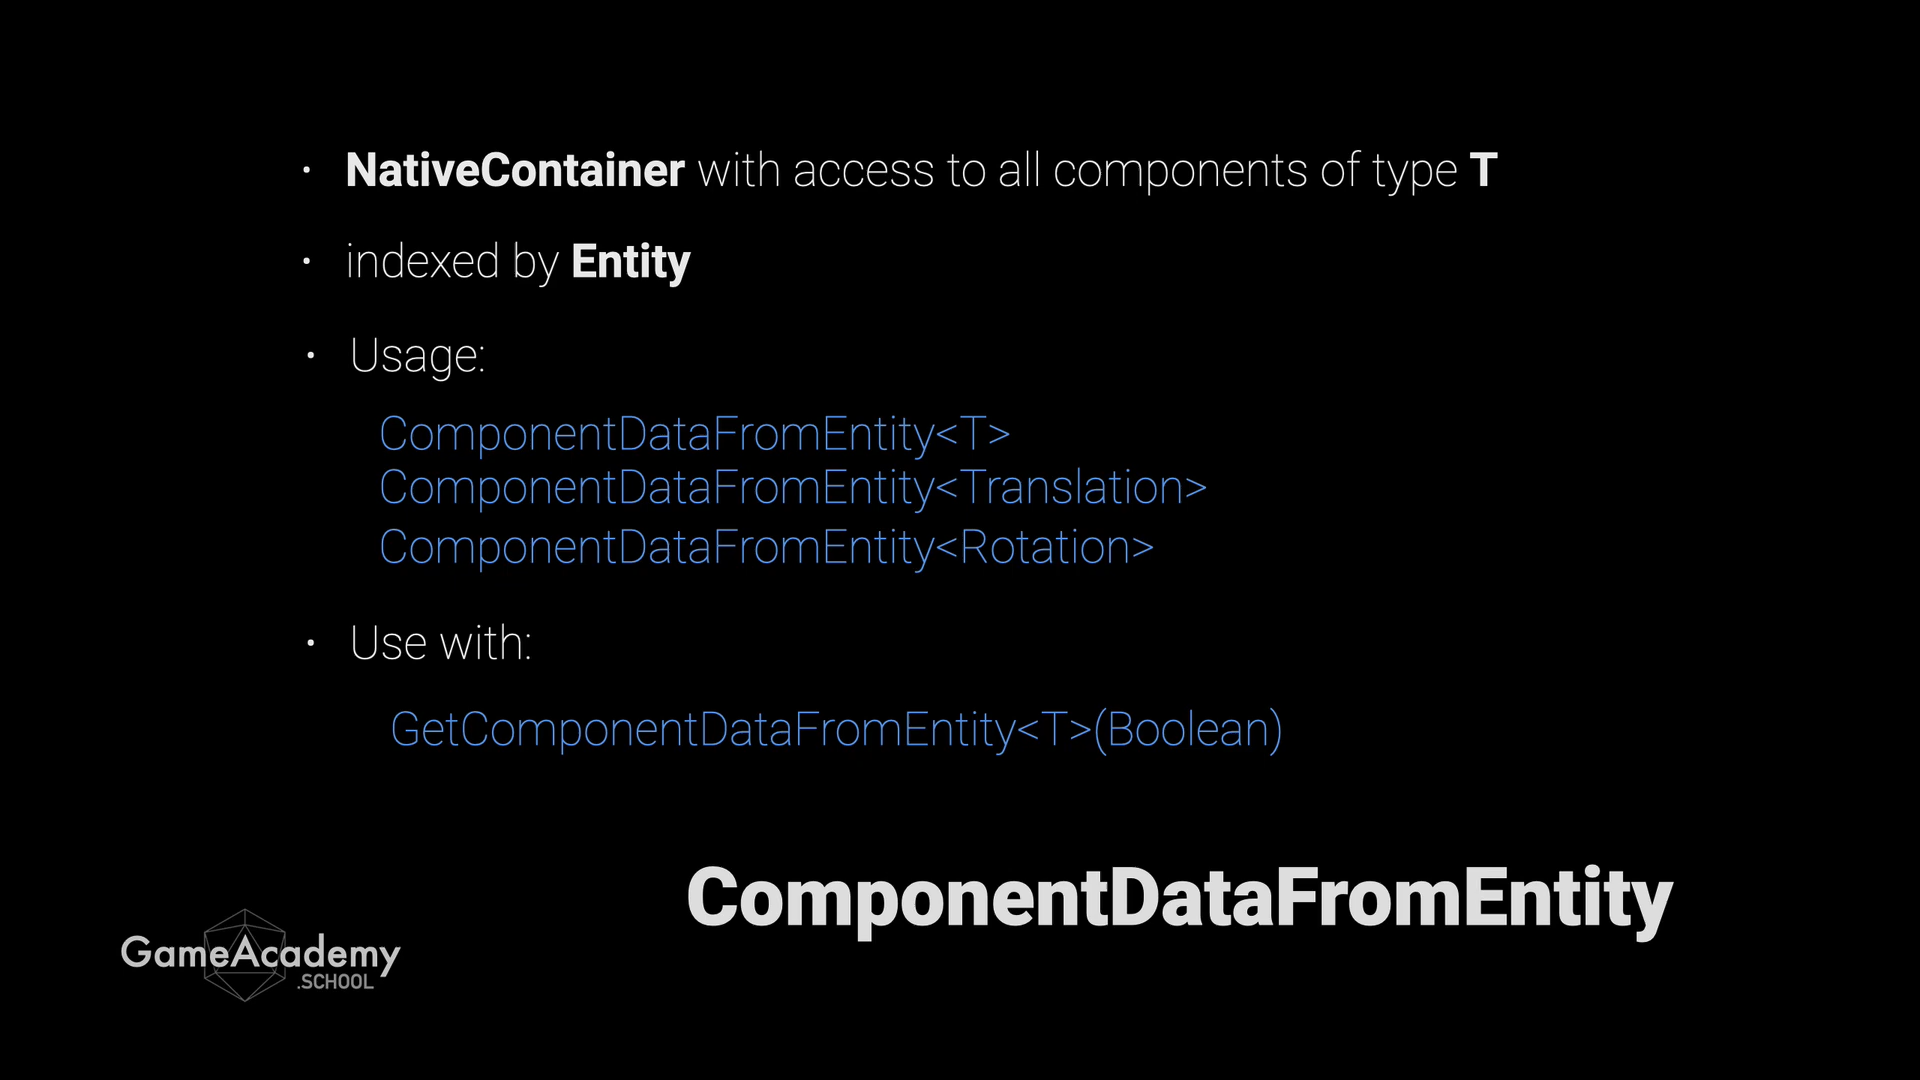 • NativeContainer with access to all components of type T
• indexed by Entity
• Usage:
ComponentDataFromEntity<T>
ComponentDataFromEntity<Translation>
ComponentDataFromEntity<Rotation>
• Use with:
GetComponentDataFromEntity<T>(Boolean)
ComponentDataFromEntity
GameAcademy
.SCHOOL